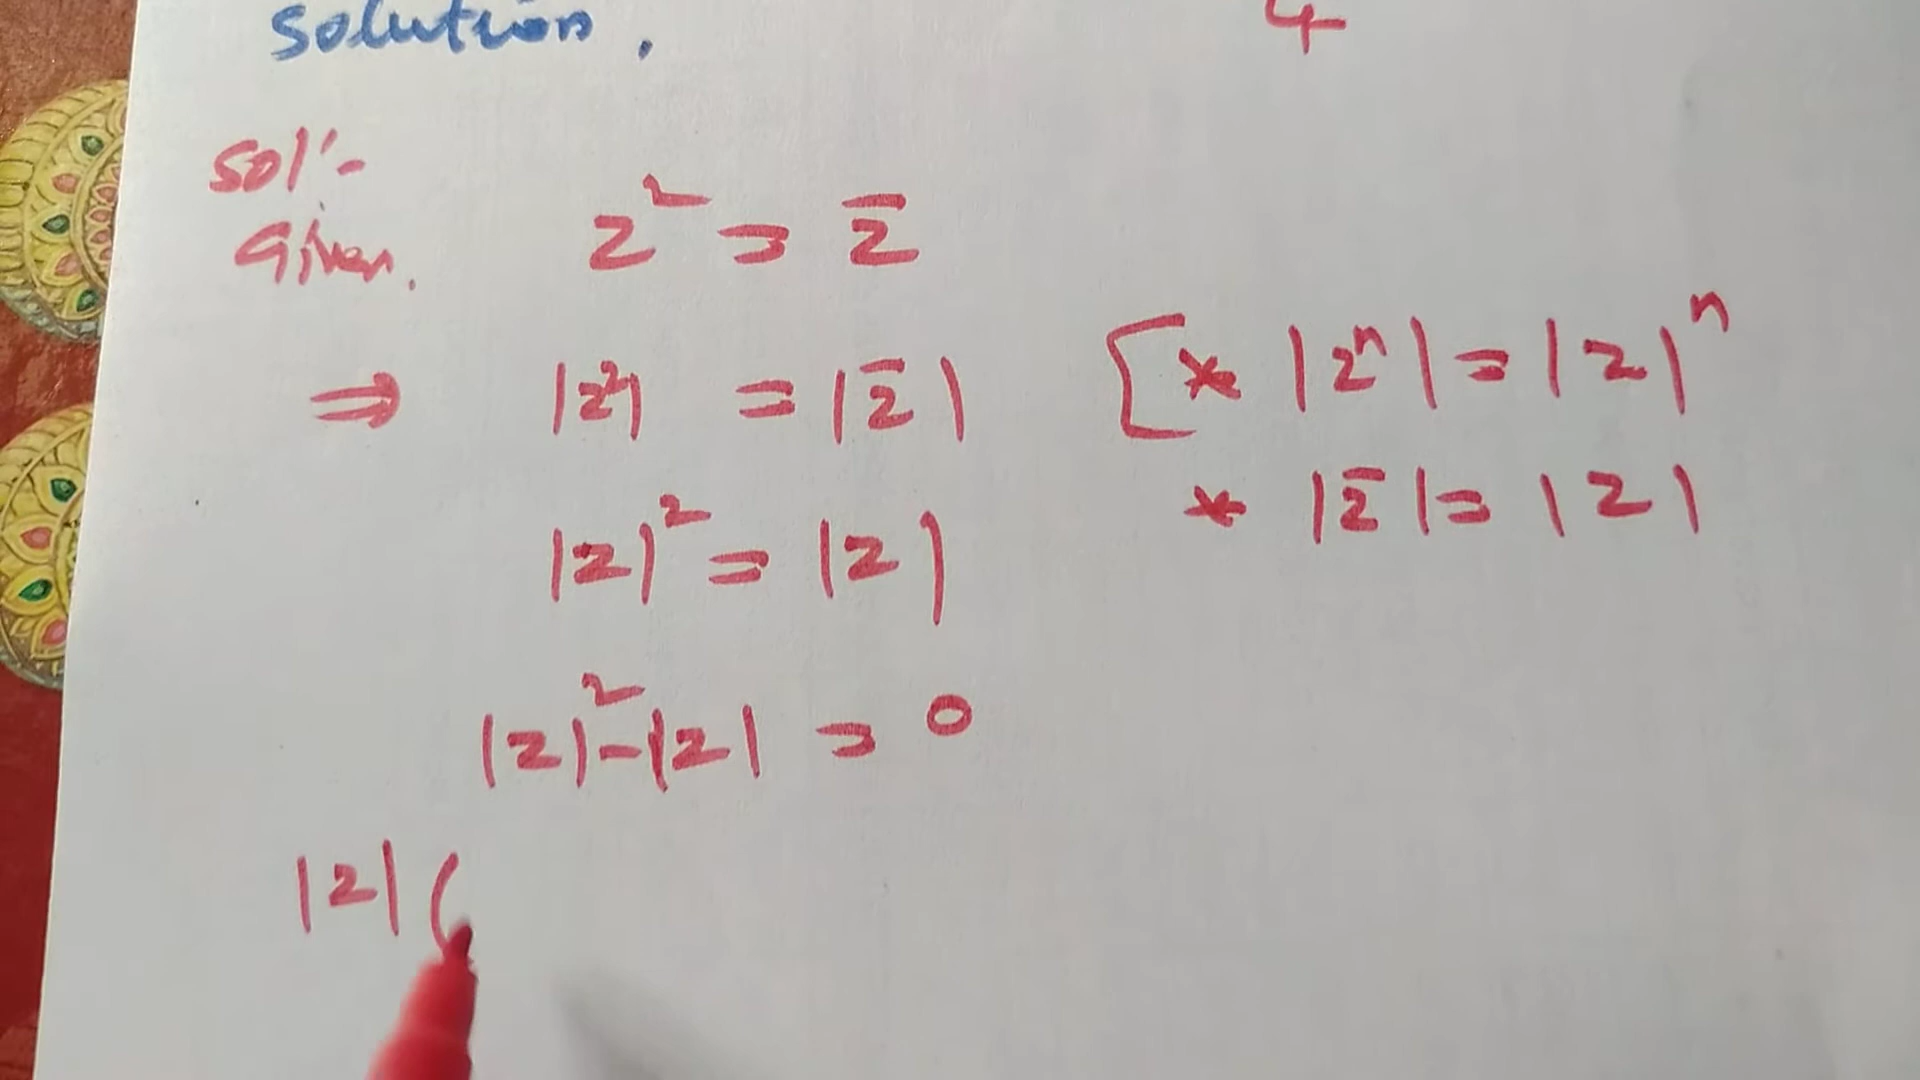 solution.
4
Sol:-
Given. z² = z̄
⇒ |z²| = |z̄|
[* |zⁿ| = |z|ⁿ
* |z̄| = |z|
|z|² = |z|
|z|² - |z| = 0
|z| (